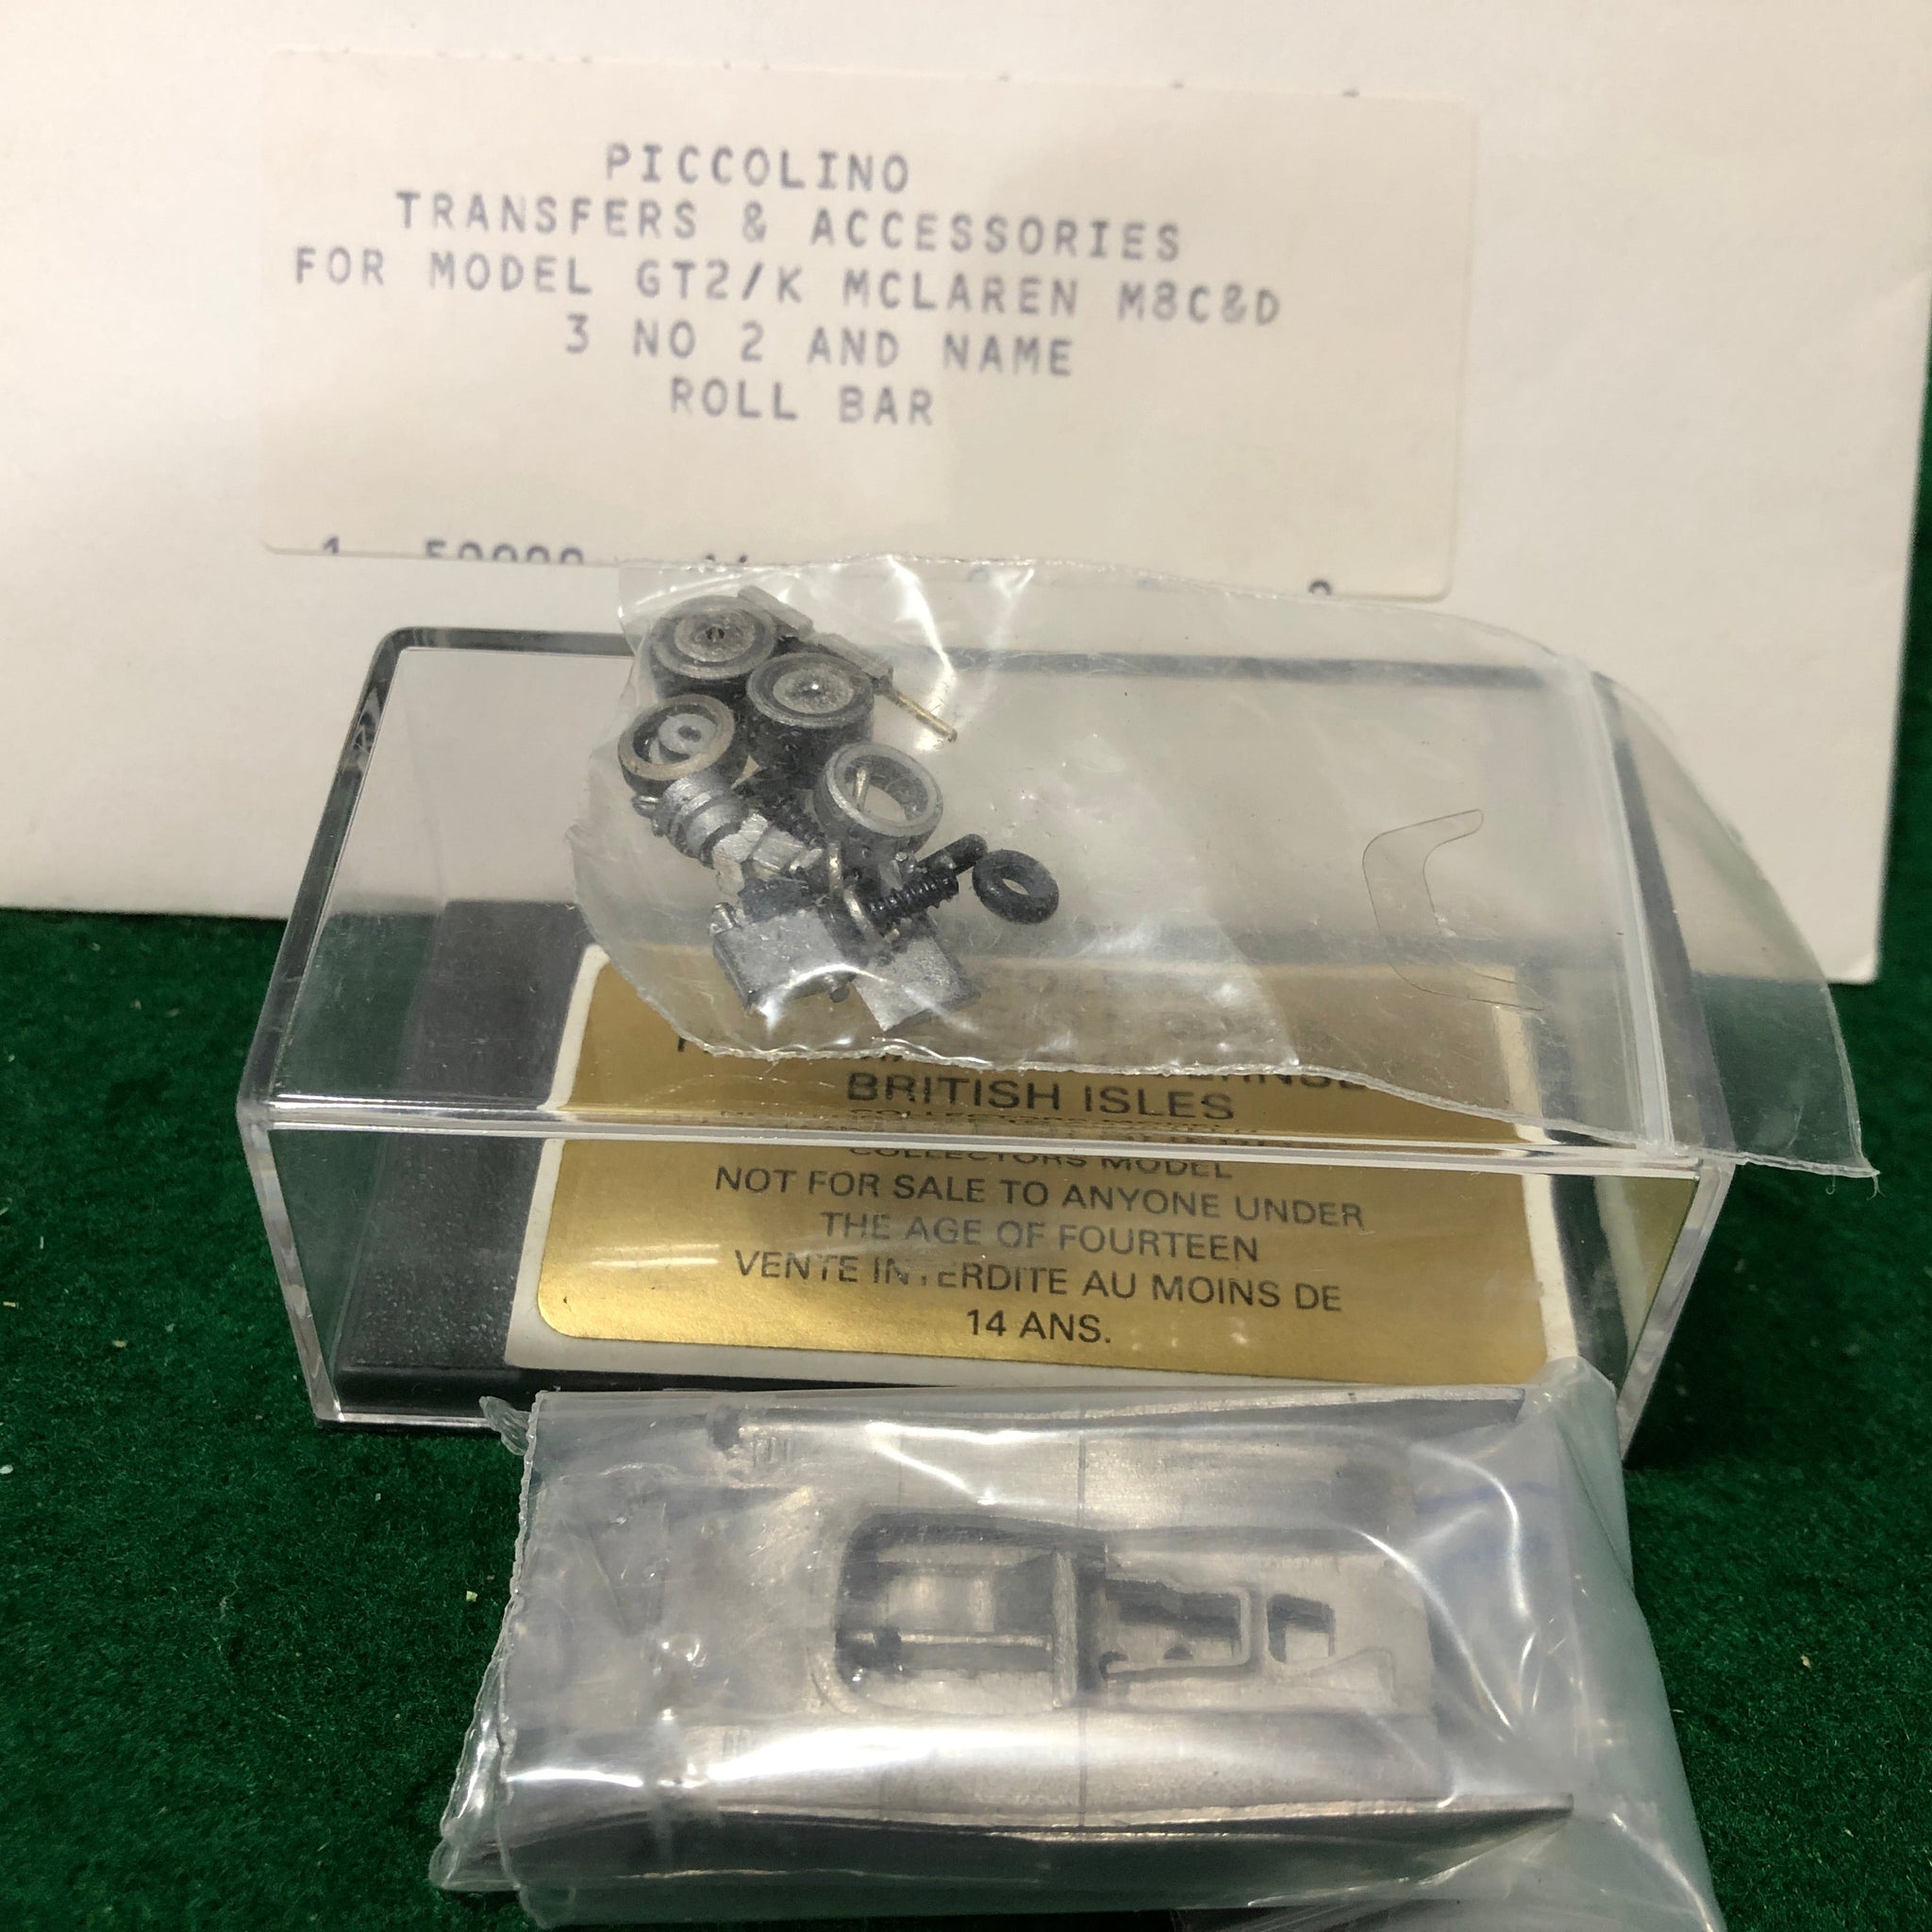 PICCOLINO
TRANSFERS & ACCESSORIES
FOR MODEL GT2/K MCLAREN M8C&D
3 NO 2 AND NAME
ROLL BAR
BRITISH ISLES
COLLECTORS MODEL
NOT FOR SALE TO ANYONE UNDER
THE AGE OF FOURTEEN
VENTE INTERDITE AU MOINS DE
14 ANS.